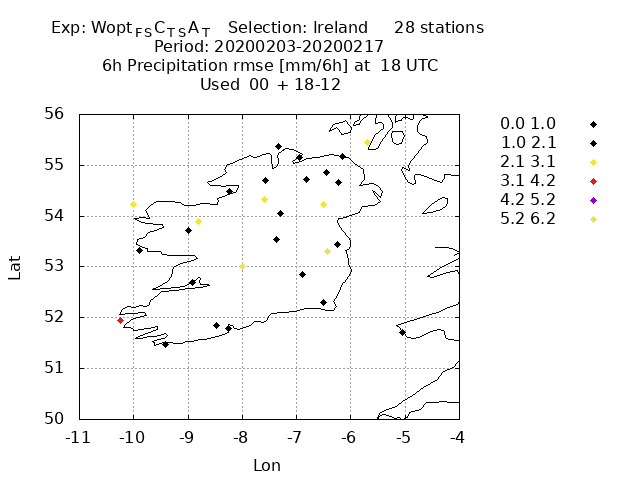 Exp: Wopt_FS C_TS A_T   Selection: Ireland     28 stations
Period: 20200203-20200217
6h Precipitation rmse [mm/6h] at  18 UTC
Used  00 + 18-12
0.0 1.0
1.0 2.1
2.1 3.1
3.1 4.2
4.2 5.2
5.2 6.2
Lat
56
55
54
53
52
51
50
-11 -10 -9 -8 -7 -6 -5 -4
Lon